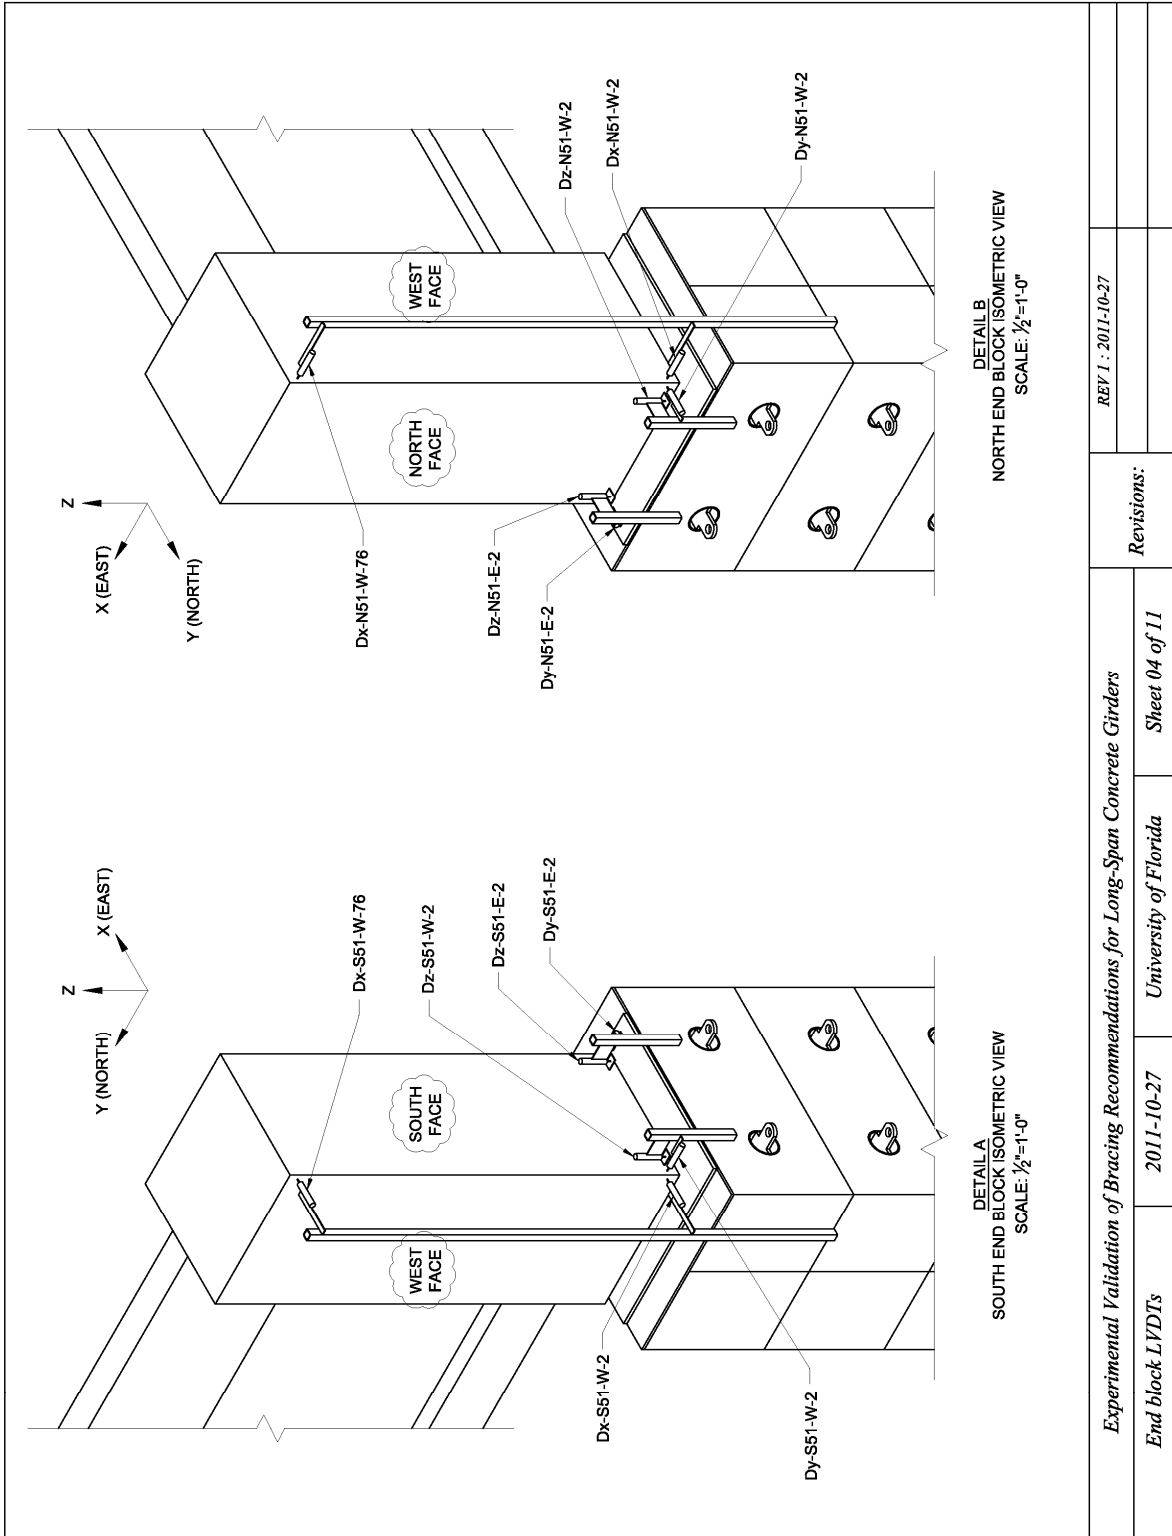 Z
Y (NORTH)
X (EAST)
SOUTH
FACE
WEST
FACE
Dx-S51-W-76
Dz-S51-W-2
Dz-S51-E-2
Dy-S51-E-2
Dx-S51-W-2
Dy-S51-W-2
DETAIL A
SOUTH END BLOCK ISOMETRIC VIEW
SCALE: ½"=1'-0"
Z
X (EAST)
Y (NORTH)
NORTH
FACE
WEST
FACE
Dx-N51-W-76
Dz-N51-E-2
Dy-N51-E-2
Dz-N51-W-2
Dx-N51-W-2
Dy-N51-W-2
DETAIL B
NORTH END BLOCK ISOMETRIC VIEW
SCALE: ½"=1'-0"
Experimental Validation of Bracing Recommendations for Long-Span Concrete Girders
End block LVDTs
2011-10-27
University of Florida
Sheet 04 of 11
Revisions:
REV 1 : 2011-10-27